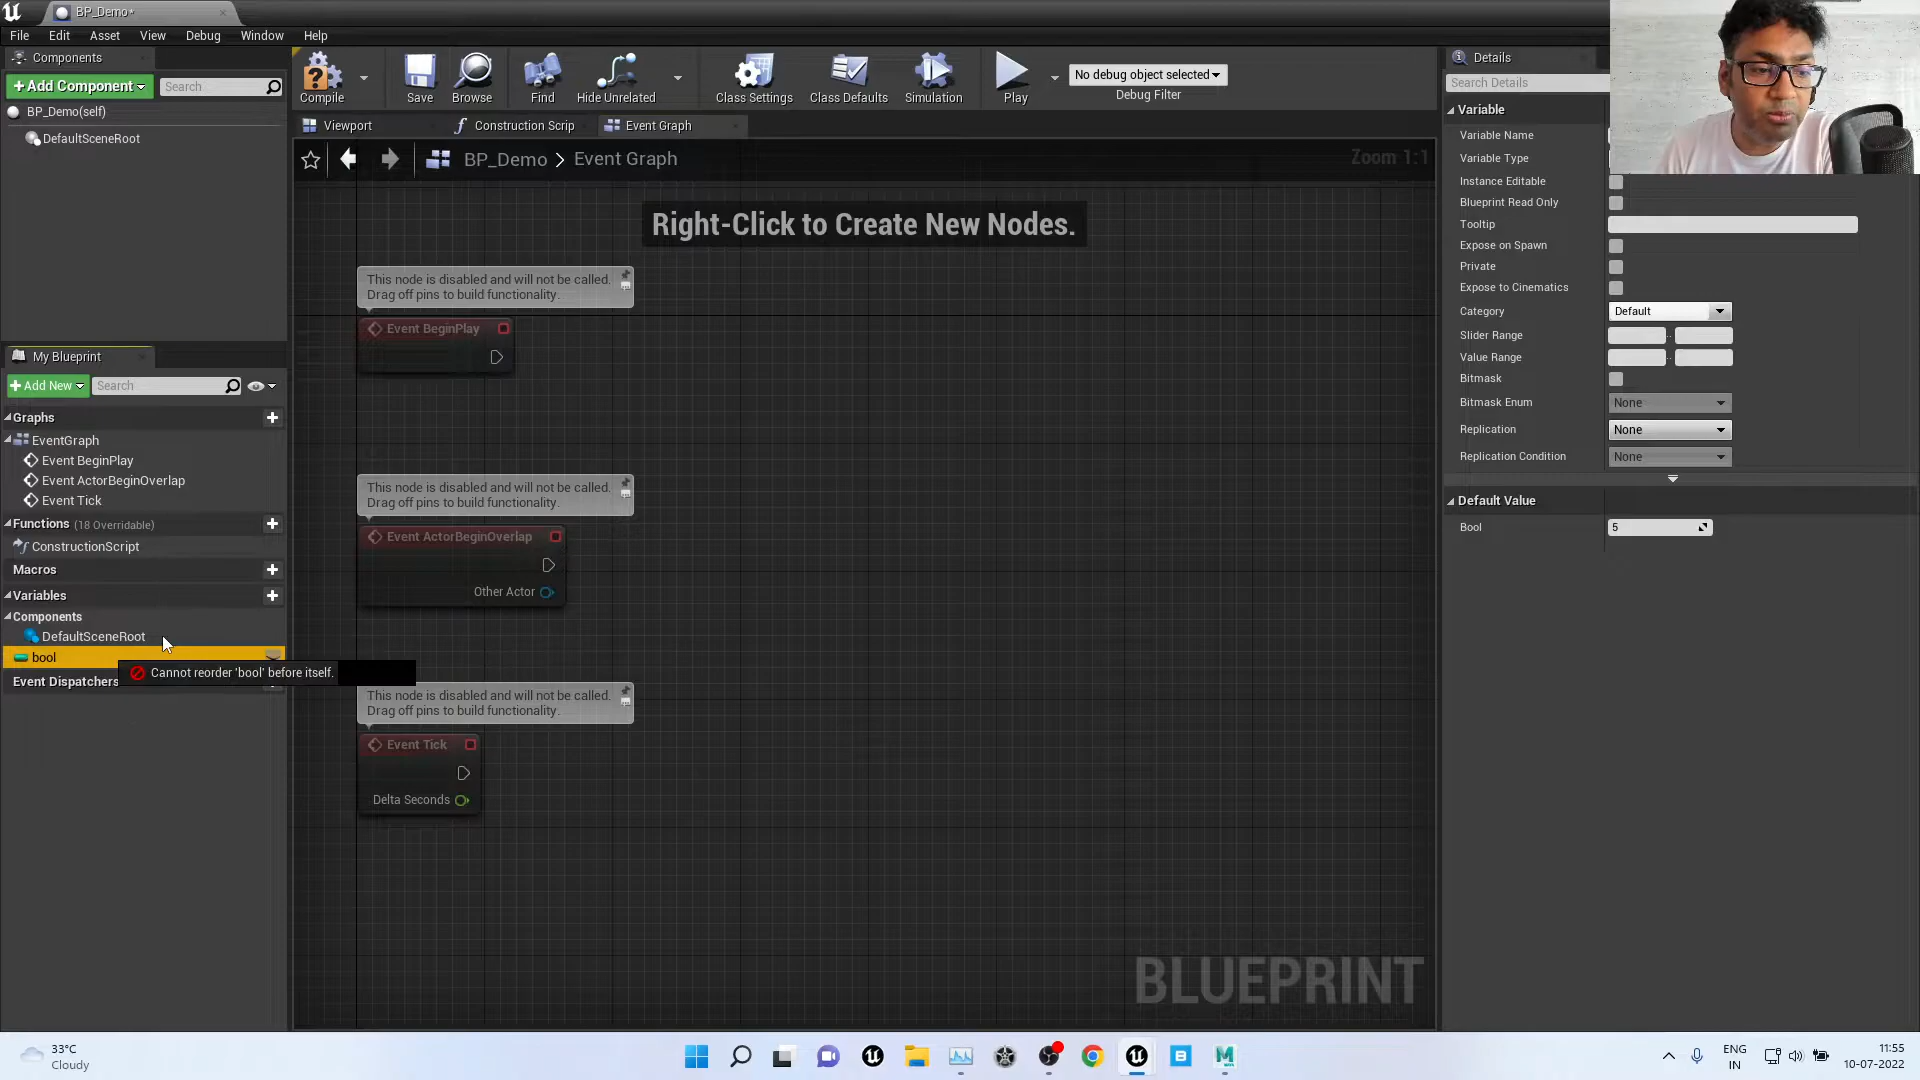 BP_Demo*
File Edit Asset View Debug Window Help
Components
+ Add Component
Search
BP_Demo(self)
DefaultSceneRoot
Compile
Save
Browse
Find
Hide Unrelated
Class Settings
Class Defaults
Simulation
Play
No debug object selected
Debug Filter
Viewport
Construction Scrip
Event Graph
BP_Demo > Event Graph
Zoom 1:1
Right-Click to Create New Nodes.
This node is disabled and will not be called.
Drag off pins to build functionality.
Event BeginPlay
This node is disabled and will not be called.
Drag off pins to build functionality.
Event ActorBeginOverlap
Other Actor
This node is disabled and will not be called.
Drag off pins to build functionality.
Event Tick
Delta Seconds
BLUEPRINT
My Blueprint
+ Add New
Search
Graphs
EventGraph
Event BeginPlay
Event ActorBeginOverlap
Event Tick
Functions (18 Overridable)
ConstructionScript
Macros
Variables
Components
DefaultSceneRoot
bool
Cannot reorder 'bool' before itself.
Event Dispatchers
Details
Search Details
Variable
Variable Name
Variable Type
Instance Editable
Blueprint Read Only
Tooltip
Expose on Spawn
Private
Expose to Cinematics
Category Default
Slider Range
Value Range
Bitmask
Bitmask Enum None
Replication None
Replication Condition None
Default Value
Bool 5
33°C
Cloudy
ENG
IN
11:55
10-07-2022